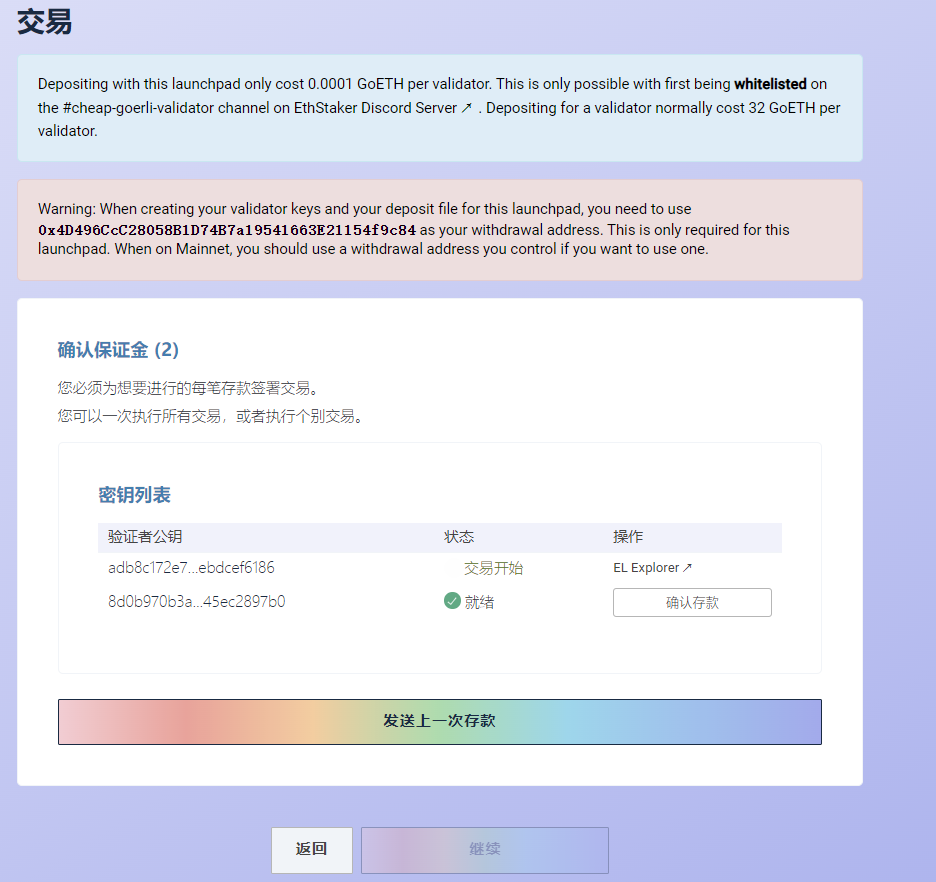 交易
Depositing with this launchpad only cost 0.0001 GoETH per validator. This is only possible with first being whitelisted on
the #cheap-goerli-validator channel on EthStaker Discord Server ↗ . Depositing for a validator normally cost 32 GoETH per
validator.
Warning: When creating your validator keys and your deposit file for this launchpad, you need to use
0x4D496CcC28058B1D74B7a19541663E21154f9c84 as your withdrawal address. This is only required for this
launchpad. When on Mainnet, you should use a withdrawal address you control if you want to use one.
确认保证金 (2)
您必须为想要进行的每笔存款签署交易。
您可以一次执行所有交易，或者执行个别交易。
密钥列表
验证者公钥 状态 操作
adb8c172e7...ebdcef6186 交易开始 EL Explorer ↗
8d0b970b3a...45ec2897b0 就绪 确认存款
发送上一次存款
返回 继续